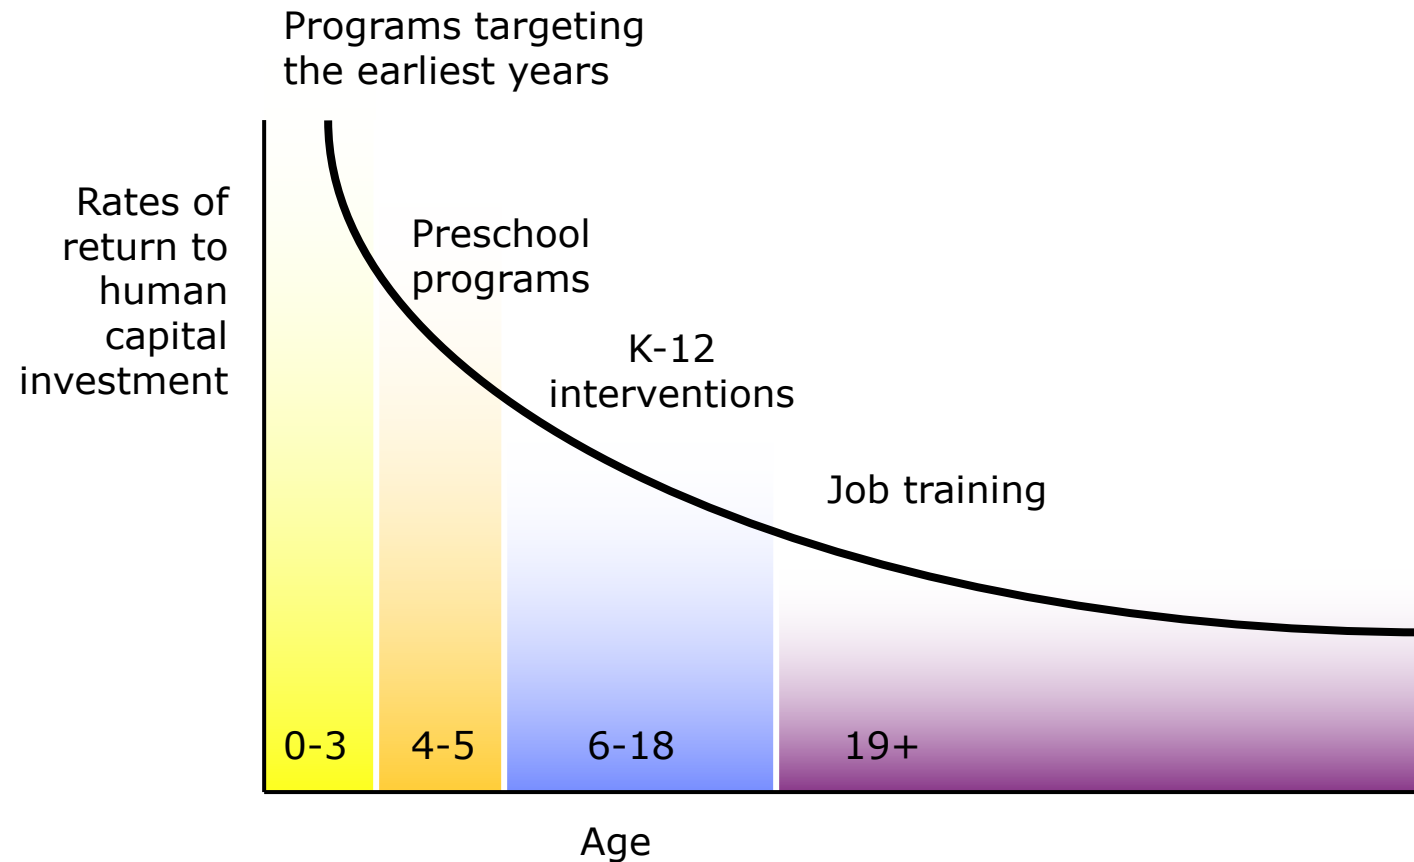 Programs targeting
the earliest years
Rates of
return to
human
capital
investment
Preschool
programs
K-12
interventions
Job training
0-3
4-5
6-18
19+
Age